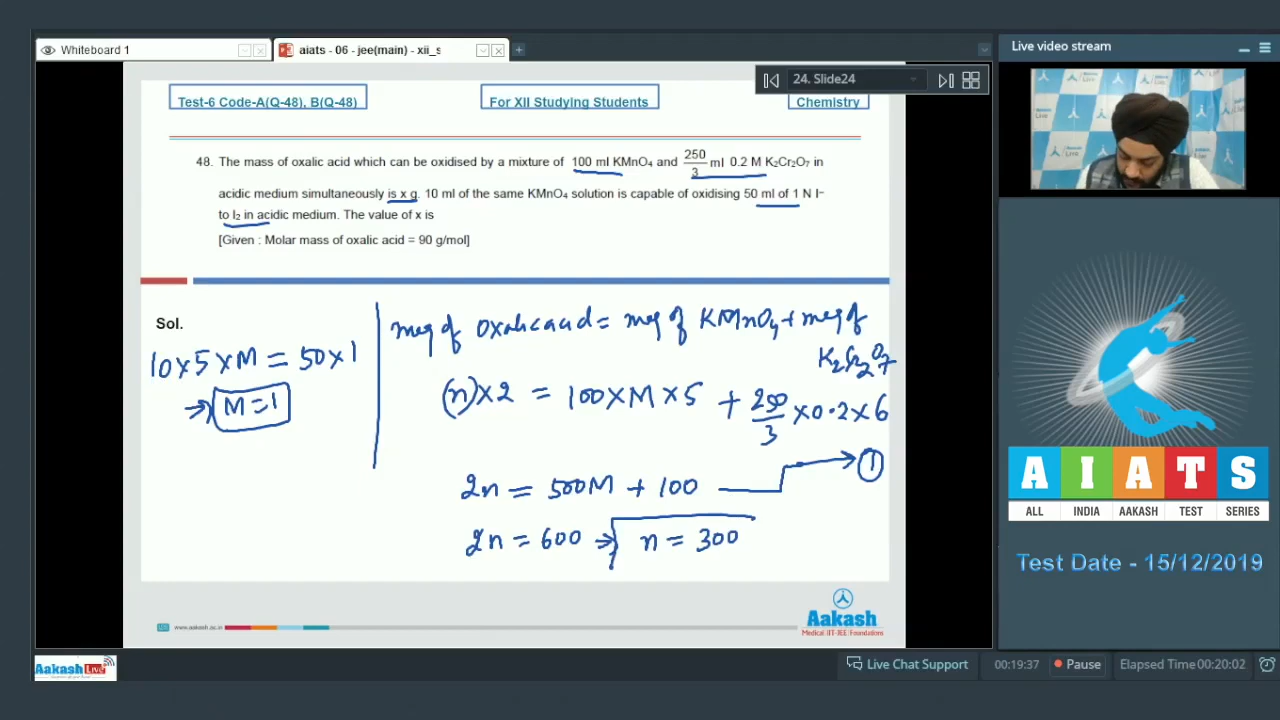 Whiteboard 1
aiats - 06 - jee(main) - xii_s
Live video stream
24. Slide24
Test-6 Code-A(Q-48), B(Q-48)
For XII Studying Students
Chemistry
48. The mass of oxalic acid which can be oxidised by a mixture of 100 ml KMnO₄ and 250/3 ml 0.2 M K₂Cr₂O₇ in
acidic medium simultaneously is x g. 10 ml of the same KMnO₄ solution is capable of oxidising 50 ml of 1 N I⁻
to I₂ in acidic medium. The value of x is
[Given : Molar mass of oxalic acid = 90 g/mol]
Sol.
10×5×M = 50×1
→ M=1
meq of oxalic acid = meq of KMnO₄ + meq of
K₂Cr₂O₇
(n)×2 = 100×M×5 + 250/3 ×0.2×6
2n = 500M + 100 → ①
2n = 600 → n = 300
AIATS
ALL INDIA AAKASH TEST SERIES
Test Date - 15/12/2019
www.aakash.ac.in
Aakash
Medical | IIT-JEE | Foundations
Aakash Live
Live Chat Support
00:19:37
Pause
Elapsed Time 00:20:02